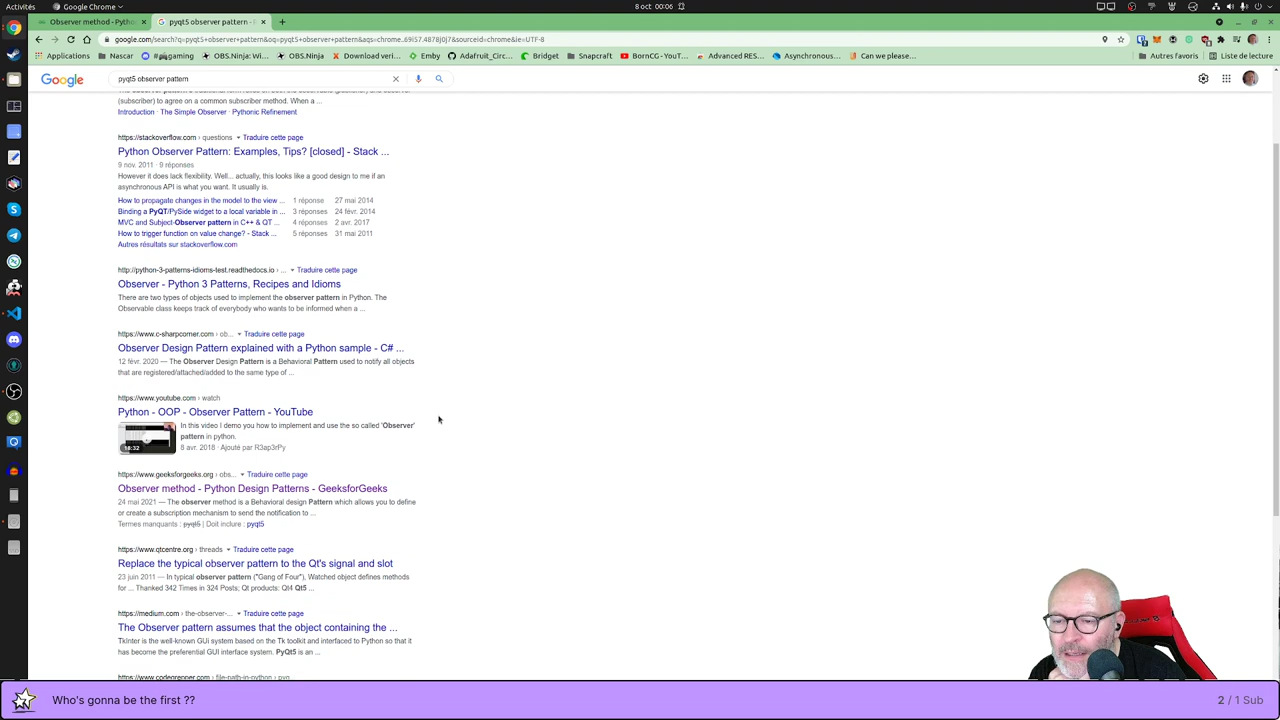 Activités
Google Chrome
8 oct. 00:06
Observer method - Pytho
pyqt5 observer pattern -
google.com/search?q=pyqt5+observer+pattern&oq=pyqt5+observer+pattern&aqs=chrome..69i57.4878j0j7&sourceid=chrome&ie=UTF-8
Applications
Nascar
#🎮gaming
OBS.Ninja
OBS.Ninja
Download veri...
Emby
Adafruit_Circ...
Bridget
Snapcraft
BornCG - YouT...
Advanced RES...
Asynchronous...
Can we please...
Autres favoris
Liste de lecture
Google
pyqt5 observer pattern
(subscriber) to agree on a common subscriber method. When a ...
Introduction · The Simple Observer · Pythonic Refinement
https://stackoverflow.com › questions
Traduire cette page
Python Observer Pattern: Examples, Tips? [closed] - Stack ...
9 nov. 2011 · 9 réponses
However it does lack flexibility. Well... actually, this looks like a good design to me if an
asynchronous API is what you want. It usually is.
How to propagate changes in the model to the view ... 1 réponse 27 mai 2014
Binding a PyQT/PySide widget to a local variable in ... 3 réponses 24 févr. 2014
MVC and Subject-Observer pattern in C++ & QT ... 4 réponses 2 avr. 2017
How to trigger function on value change? - Stack ... 5 réponses 31 mai 2011
Autres résultats sur stackoverflow.com
http://python-3-patterns-idioms-test.readthedocs.io › ...
Traduire cette page
Observer - Python 3 Patterns, Recipes and Idioms
There are two types of objects used to implement the observer pattern in Python. The
Observable class keeps track of everybody who wants to be informed when a ...
https://www.c-sharpcorner.com › ob...
Traduire cette page
Observer Design Pattern explained with a Python sample - C# ...
12 févr. 2020 — The Observer Design Pattern is a Behavioral Pattern used to notify all objects
that are registered/attached/added to the same type of ...
https://www.youtube.com › watch
Python - OOP - Observer Pattern - YouTube
In this video I demo you how to implement and use the so called 'Observer'
pattern in python.
18:32
8 avr. 2018 · Ajouté par R3ap3rPy
https://www.geeksforgeeks.org › obs...
Traduire cette page
Observer method - Python Design Patterns - GeeksforGeeks
24 mai 2021 — The observer method is a Behavioral design Pattern which allows you to define
or create a subscription mechanism to send the notification to ...
Termes manquants : pyqt5 | Doit inclure : pyqt5
https://www.qtcentre.org › threads
Traduire cette page
Replace the typical observer pattern to the Qt's signal and slot
23 juin 2011 — In typical observer pattern ("Gang of Four"), Watched object defines methods
for ... Thanked 342 Times in 324 Posts; Qt products: Qt4 Qt5 ...
https://medium.com › the-observer-...
Traduire cette page
The Observer pattern assumes that the object containing the ...
TkInter is the well-known GUI system based on the Tk toolkit and interfaced to Python so that it
has become the preferential GUI interface system. PyQt5 is an ...
Who's gonna be the first ??
2 / 1 Sub